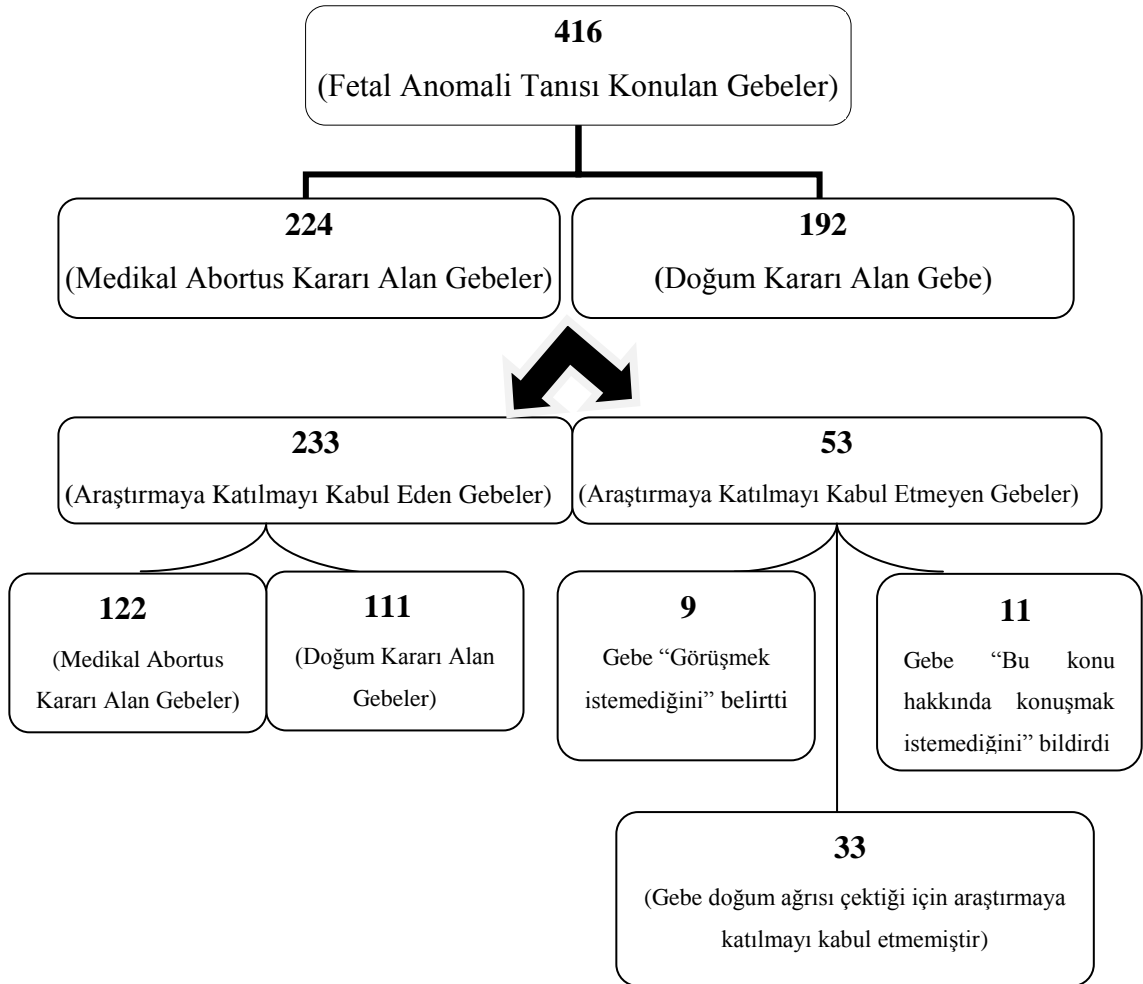 416
(Fetal Anomali Tanısı Konulan Gebeler)
224
(Medikal Abortus Kararı Alan Gebeler)
192
(Doğum Kararı Alan Gebe)
233
(Araştırmaya Katılmayı Kabul Eden Gebeler)
53
(Araştırmaya Katılmayı Kabul Etmeyen Gebeler)
122
(Medikal Abortus
Kararı Alan Gebeler)
111
(Doğum Kararı Alan
Gebeler)
9
Gebe “Görüşmek
istemediğini” belirtti
11
Gebe “Bu konu
hakkında konuşmak
istemediğini” bildirdi
33
(Gebe doğum ağrısı çektiği için araştırmaya
katılmayı kabul etmemiştir)